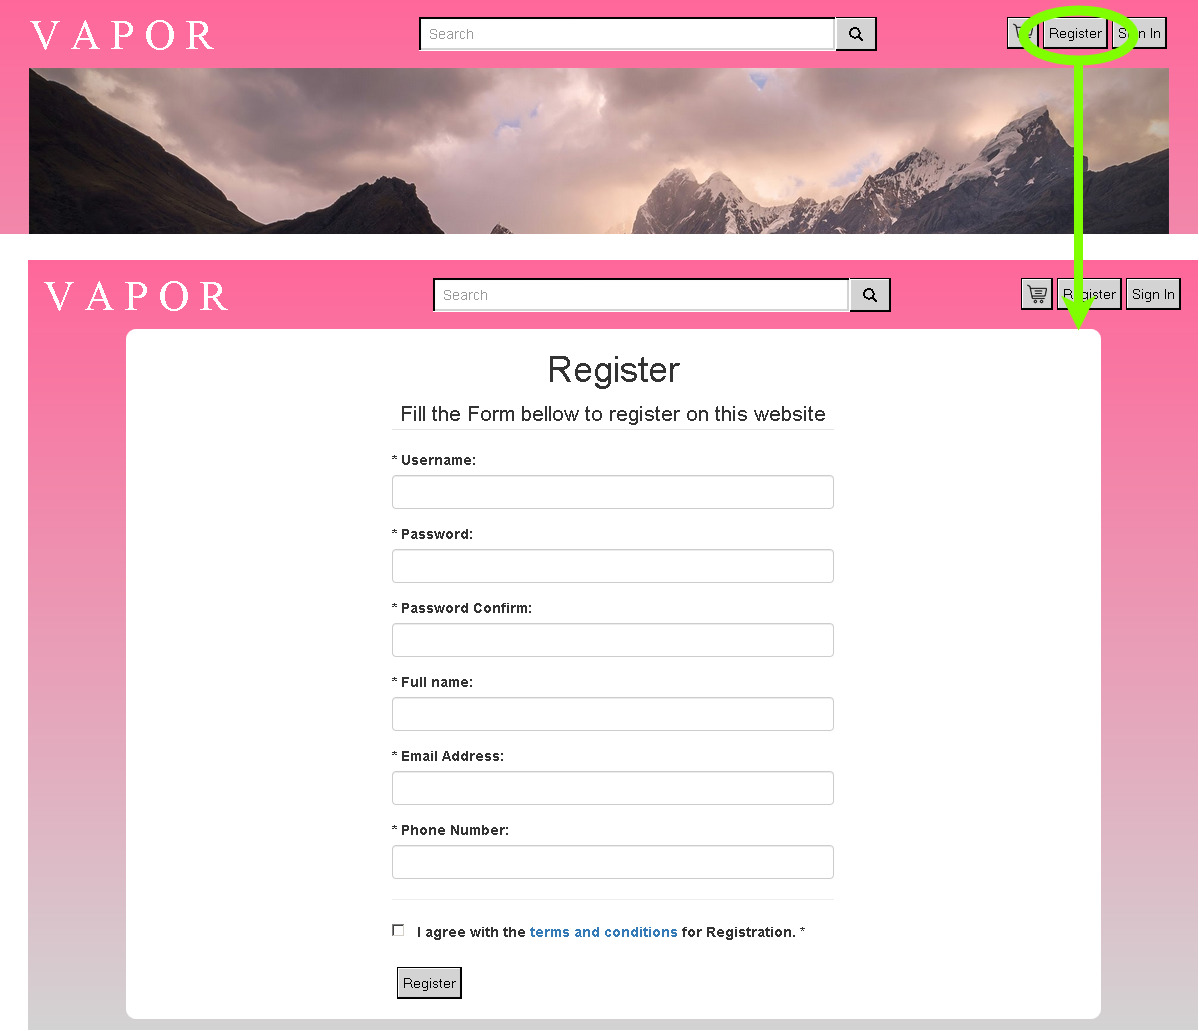 VAPOR
Search
Register
Sign In
VAPOR
Search
Register
Sign In
Register
Fill the Form bellow to register on this website
* Username:
* Password:
* Password Confirm:
* Full name:
* Email Address:
* Phone Number:
I agree with the terms and conditions for Registration. *
Register